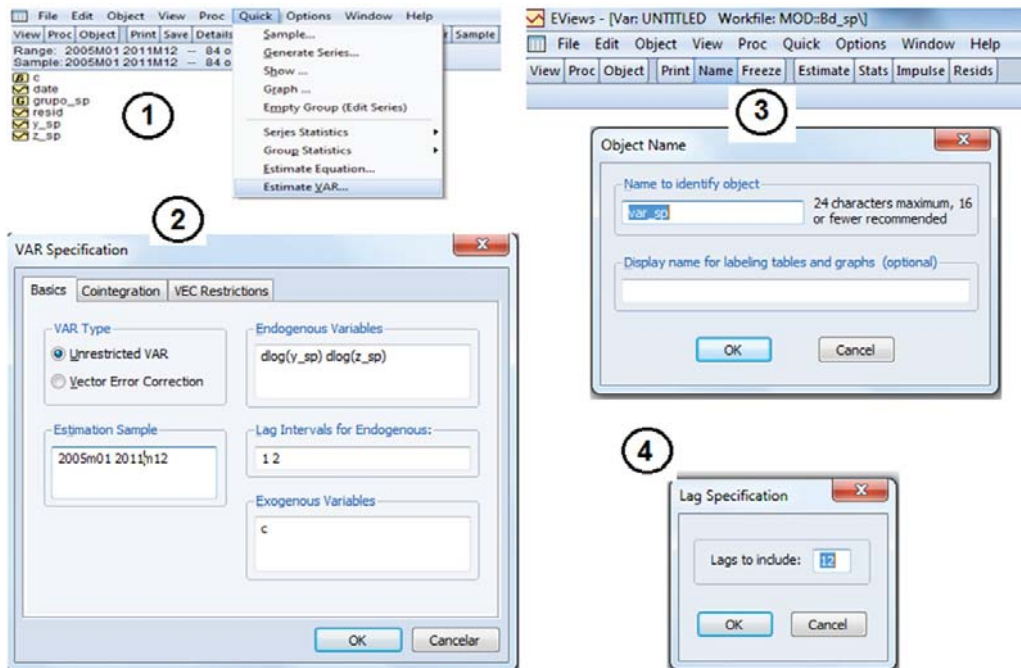 File Edit Object View Proc Quick Options Window Help
View Proc Object Print Save Details
Sample
Range: 2005M01 2011M12 -- 84 o
Sample: 2005M01 2011M12 -- 84 o
c
date
grupo_sp
resid
y_sp
z_sp
1
Sample...
Generate Series...
Show ...
Graph ...
Empty Group (Edit Series)
Series Statistics
Group Statistics
Estimate Equation...
Estimate VAR...
2
VAR Specification
Basics Cointegration VEC Restrictions
VAR Type
Unrestricted VAR
Vector Error Correction
Endogenous Variables
dlog(y_sp) dlog(z_sp)
Estimation Sample
2005m01 2011m12
Lag Intervals for Endogenous:
1 2
Exogenous Variables
c
OK Cancelar
EViews - [Var: UNTITLED Workfile: MOD::Bd_sp\]
File Edit Object View Proc Quick Options Window Help
View Proc Object Print Name Freeze Estimate Stats Impulse Resids
3
Object Name
Name to identify object
var_sp
24 characters maximum, 16
or fewer recommended
Display name for labeling tables and graphs (optional)
OK Cancel
4
Lag Specification
Lags to include: 12
OK Cancel